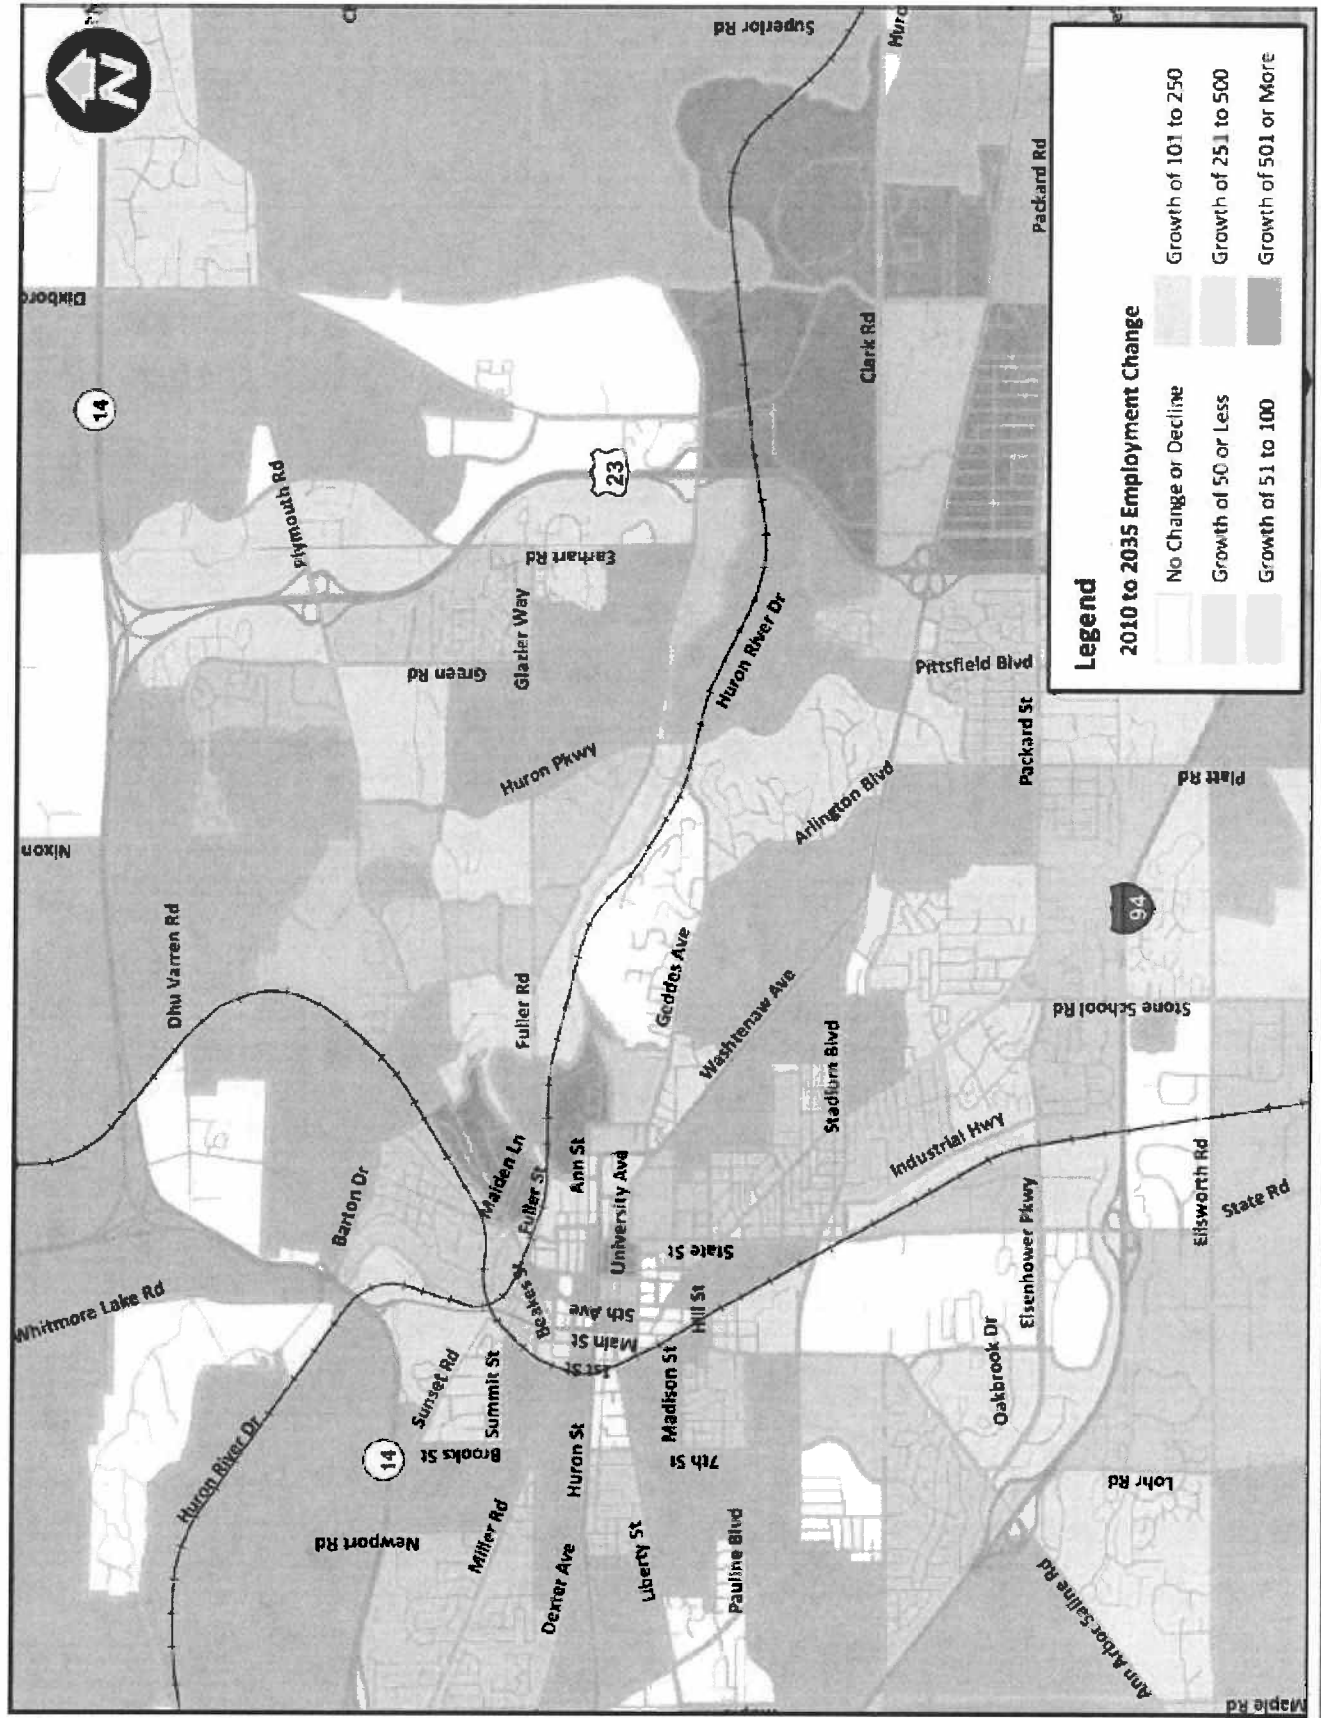 N
14
Superior Rd
Huro
Dixboro
Clark Rd
Packard Rd
Plymouth Rd
23
Earhart Rd
Glazier Way
Green Rd
Huron River Dr
Pittsfield Blvd
Packard St
Platt Rd
Huron Pkwy
Arlington Blvd
Nixon
Dhu Varren Rd
Fuller Rd
Geddes Ave
Washtenaw Ave
Stadium Blvd
94
Stone School Rd
Industrial Hwy
Barton Dr
Maiden Ln
Fuller St
Ann St
University Ave
State St
Eisenhower Pkwy
Ellsworth Rd
State Rd
Whitmore Lake Rd
Beakes St
5th Ave
Main St
1st St
Hill St
Madison St
7th St
Oakbrook Dr
Sunset Rd
Summit St
Brooks St
14
Huron River Dr
Huron St
Newport Rd
Miller Rd
Dexter Ave
Liberty St
Pauline Blvd
Lohr Rd
Ann Arbor Saline Rd
Maple Rd
Legend
2010 to 2035 Employment Change
No Change or Decline
Growth of 50 or Less
Growth of 51 to 100
Growth of 101 to 250
Growth of 251 to 500
Growth of 501 or More